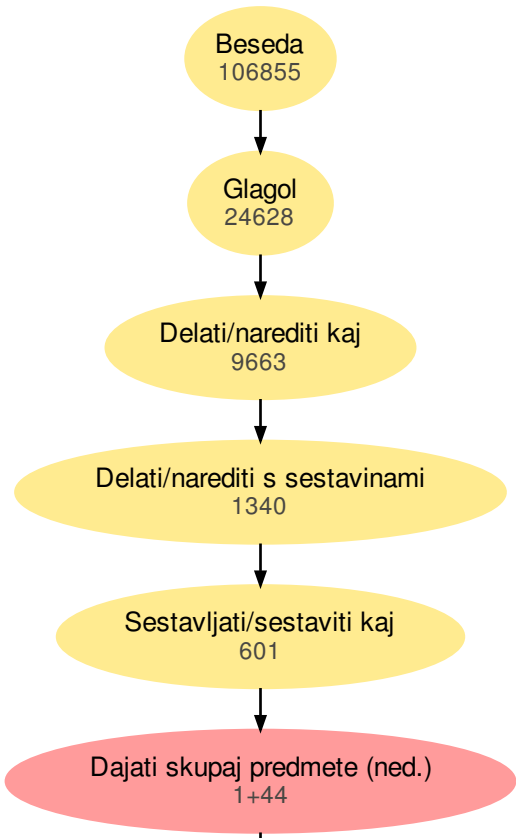 Beseda
106855
Glagol
24628
Delati/narediti kaj
9663
Delati/narediti s sestavinami
1340
Sestavljati/sestaviti kaj
601
Dajati skupaj predmete (ned.)
1+44